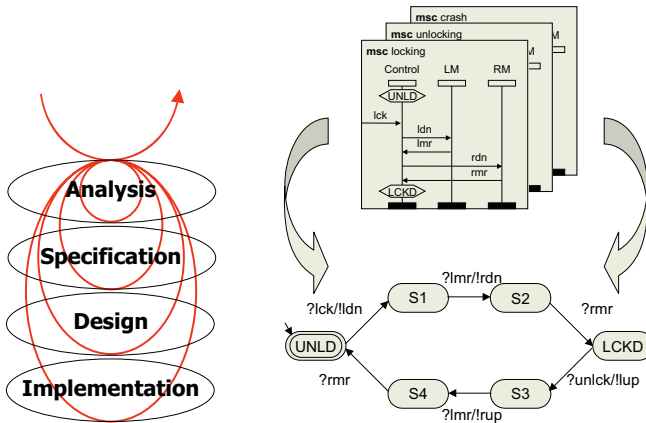 Analysis
Specification
Design
Implementation
msc crash
msc unlocking
M
msc locking
M
Control LM RM
UNLD
lck
ldn
lmr
rdn
rmr
LCKD
?lck/!ldn
S1
?lmr/!rdn
S2
?rmr
UNLD
LCKD
?rmr
S4
?lmr/!rup
S3
?unlck/!lup